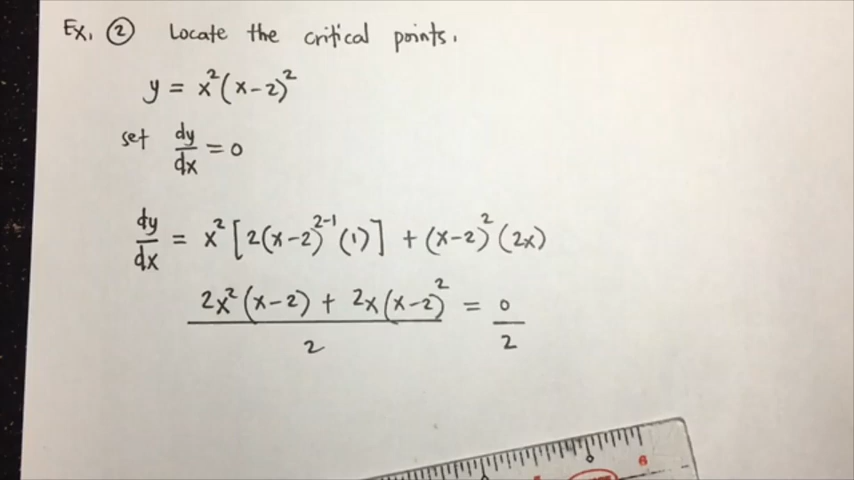 Ex. ② Locate the critical points.
y = x²(x-2)²
set dy/dx = 0
dy/dx = x²[2(x-2)²⁻¹(1)] + (x-2)²(2x)
2x²(x-2) + 2x(x-2)² / 2 = 0/2
6